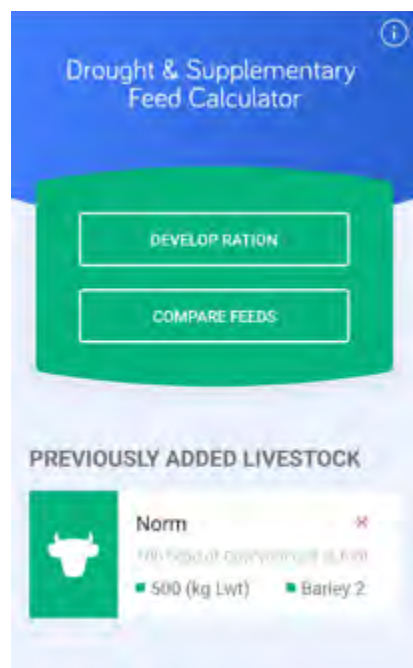 Drought & Supplementary
Feed Calculator
DEVELOP RATION
COMPARE FEEDS
PREVIOUSLY ADDED LIVESTOCK
Norm
500 (kg Lwt)
Barley 2